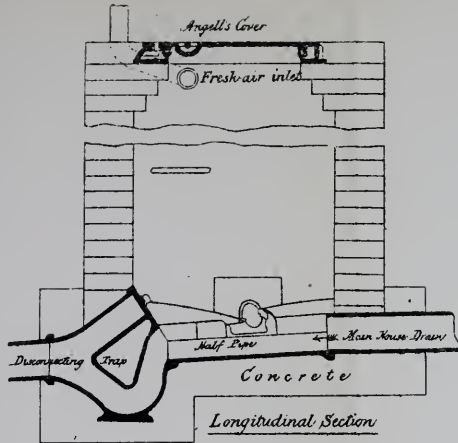 Angell's Cover
Fresh air inlet
Disconnecting Trap
Half Pipe
Main House Drain
Concrete
Longitudinal Section